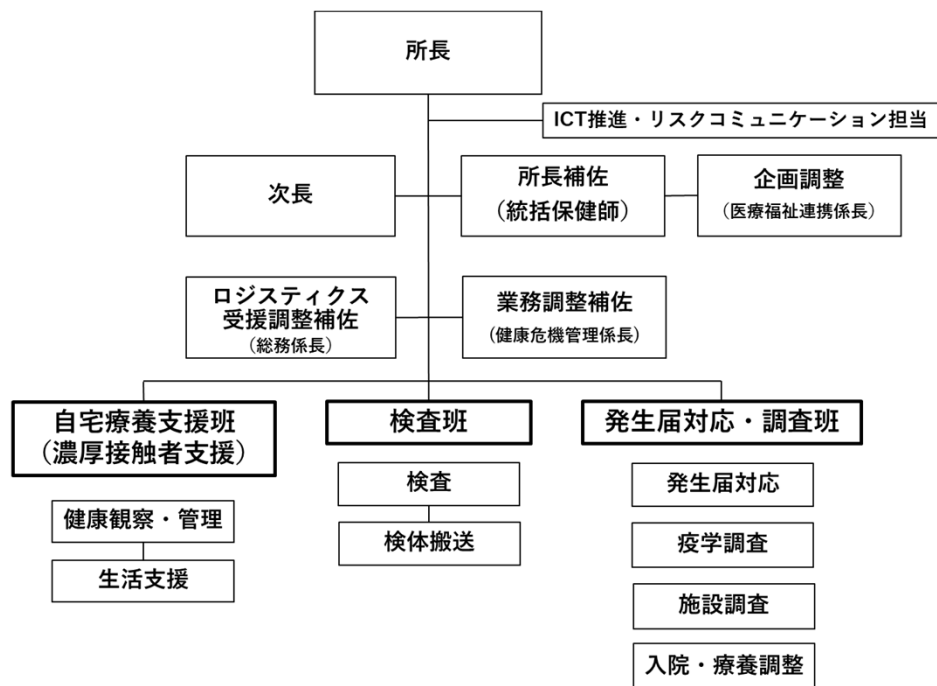 所長
ICT推進・リスクコミュニケーション担当
次長
所長補佐
（統括保健師）
企画調整
（医療福祉連携係長）
ロジスティクス
受援調整補佐
（総務係長）
業務調整補佐
（健康危機管理係長）
自宅療養支援班
（濃厚接触者支援）
検査班
発生届対応・調査班
健康観察・管理
生活支援
検査
検体搬送
発生届対応
疫学調査
施設調査
入院・療養調整